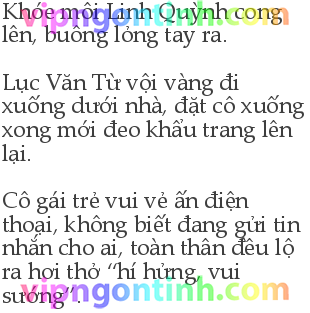 Khóe môi Linh Quỳnh cong
lên, buông lỏng tay ra.
Lục Văn Từ vội vàng đi
xuống dưới nhà, đặt cô xuống
xong mới đeo khẩu trang lên
lại.
Cô gái trẻ vui vẻ ấn điện
thoại, không biết đang gửi tin
nhắn cho ai, toàn thân đều lộ
ra hơi thở “hí hửng, vui
sướng”.
vipngontinh.com
vipngontinh.com